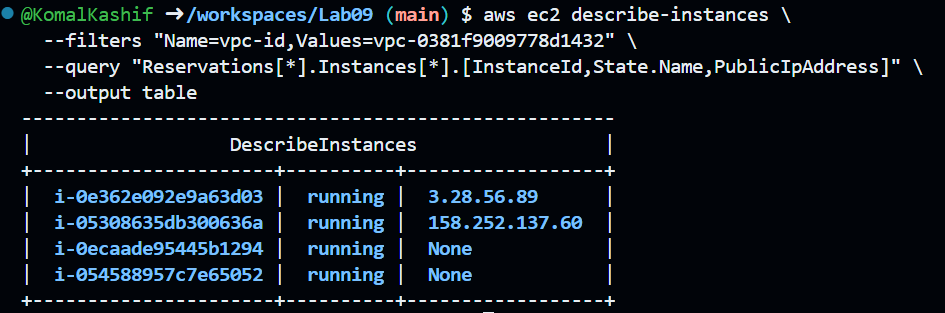 @KomalKashif ➜/workspaces/Lab09 (main) $ aws ec2 describe-instances \
  --filters "Name=vpc-id,Values=vpc-0381f9009778d1432" \
  --query "Reservations[*].Instances[*].[InstanceId,State.Name,PublicIpAddress]" \
  --output table
-------------------------------------------------------
|                  DescribeInstances                  |
+----------------------+----------+------------------+
|  i-0e362e092e9a63d03 |  running |  3.28.56.89      |
|  i-05308635db300636a |  running |  158.252.137.60  |
|  i-0ecaade95445b1294 |  running |  None            |
|  i-054588957c7e65052 |  running |  None            |
+----------------------+----------+------------------+